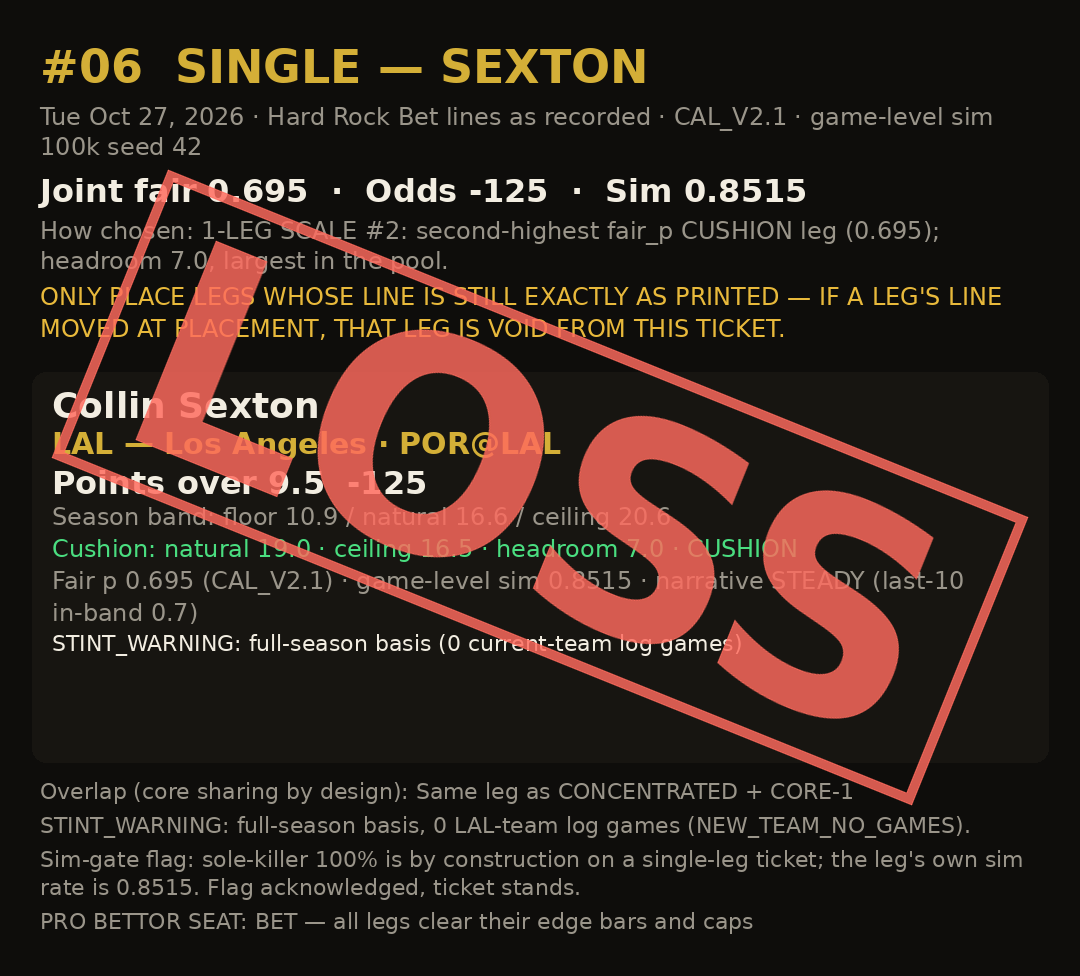 #06  SINGLE — SEXTON
Tue Oct 27, 2026 · Hard Rock Bet lines as recorded · CAL_V2.1 · game-level sim
100k seed 42
Joint fair 0.695  ·  Odds -125  ·  Sim 0.8515
How chosen: 1-LEG SCALE #2: second-highest fair_p CUSHION leg (0.695);
headroom 7.0, largest in the pool.
ONLY PLACE LEGS WHOSE LINE IS STILL EXACTLY AS PRINTED — IF A LEG'S LINE
MOVED AT PLACEMENT, THAT LEG IS VOID FROM THIS TICKET.
Collin Sexton
LAL — Los Angeles · POR@LAL
Points over 9.5  -125
Season band: floor 10.9 / natural 16.6 / ceiling 20.6
Cushion: natural 19.0 · ceiling 16.5 · headroom 7.0 · CUSHION
Fair p 0.695 (CAL_V2.1) · game-level sim 0.8515 · narrative STEADY (last-10
in-band 0.7)
STINT_WARNING: full-season basis (0 current-team log games)
LOSS
Overlap (core sharing by design): Same leg as CONCENTRATED + CORE-1
STINT_WARNING: full-season basis, 0 LAL-team log games (NEW_TEAM_NO_GAMES).
Sim-gate flag: sole-killer 100% is by construction on a single-leg ticket; the leg's own sim
rate is 0.8515. Flag acknowledged, ticket stands.
PRO BETTOR SEAT: BET — all legs clear their edge bars and caps